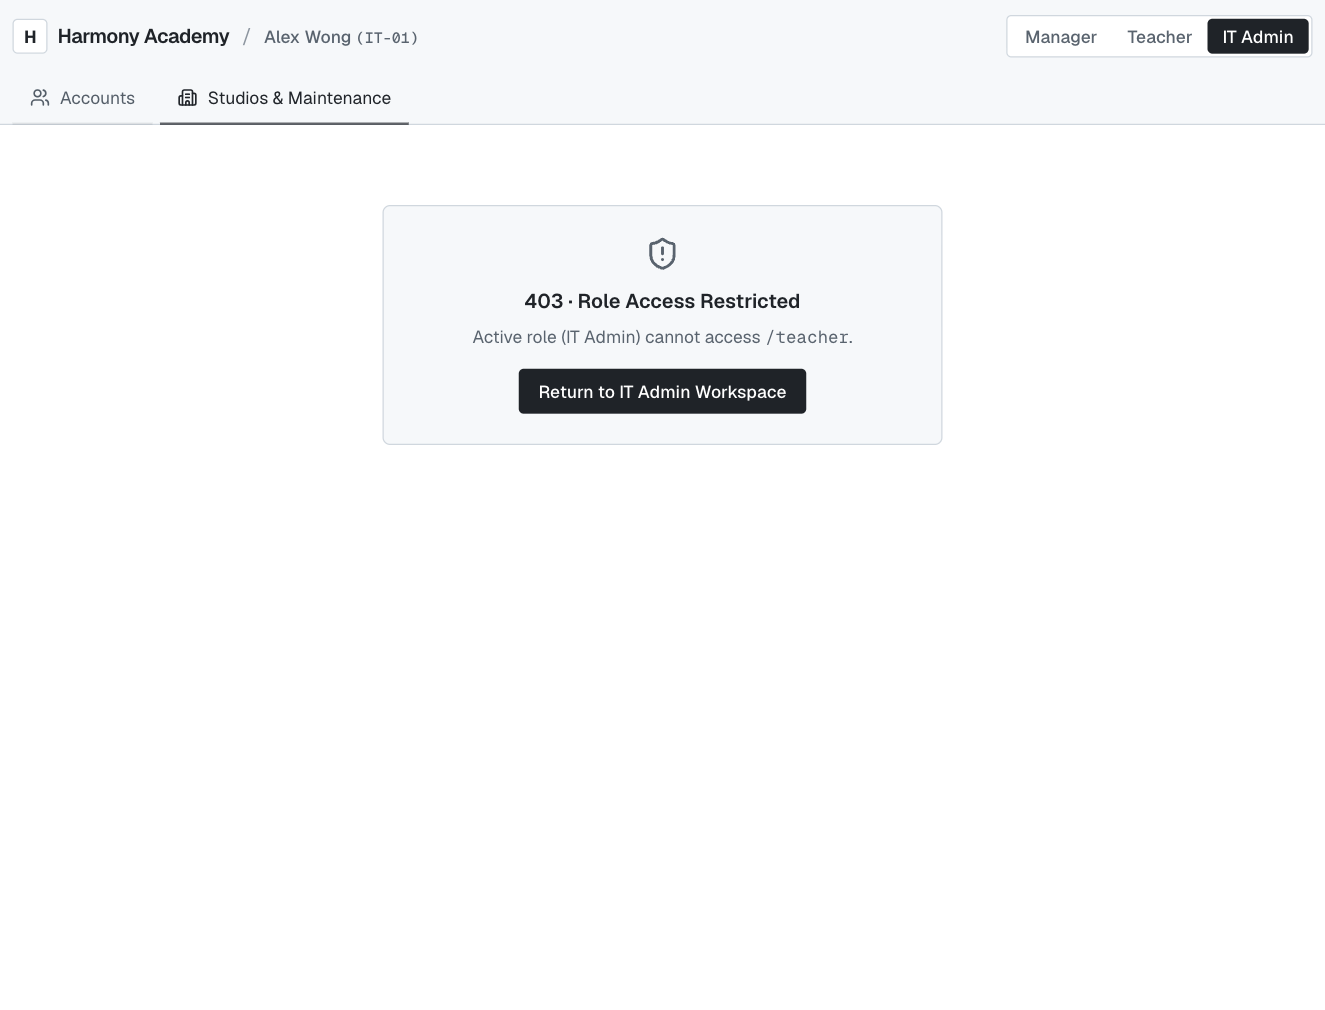 H Harmony Academy / Alex Wong (IT-01) Manager Teacher IT Admin
Accounts Studios & Maintenance
403 · Role Access Restricted
Active role (IT Admin) cannot access /teacher.
Return to IT Admin Workspace